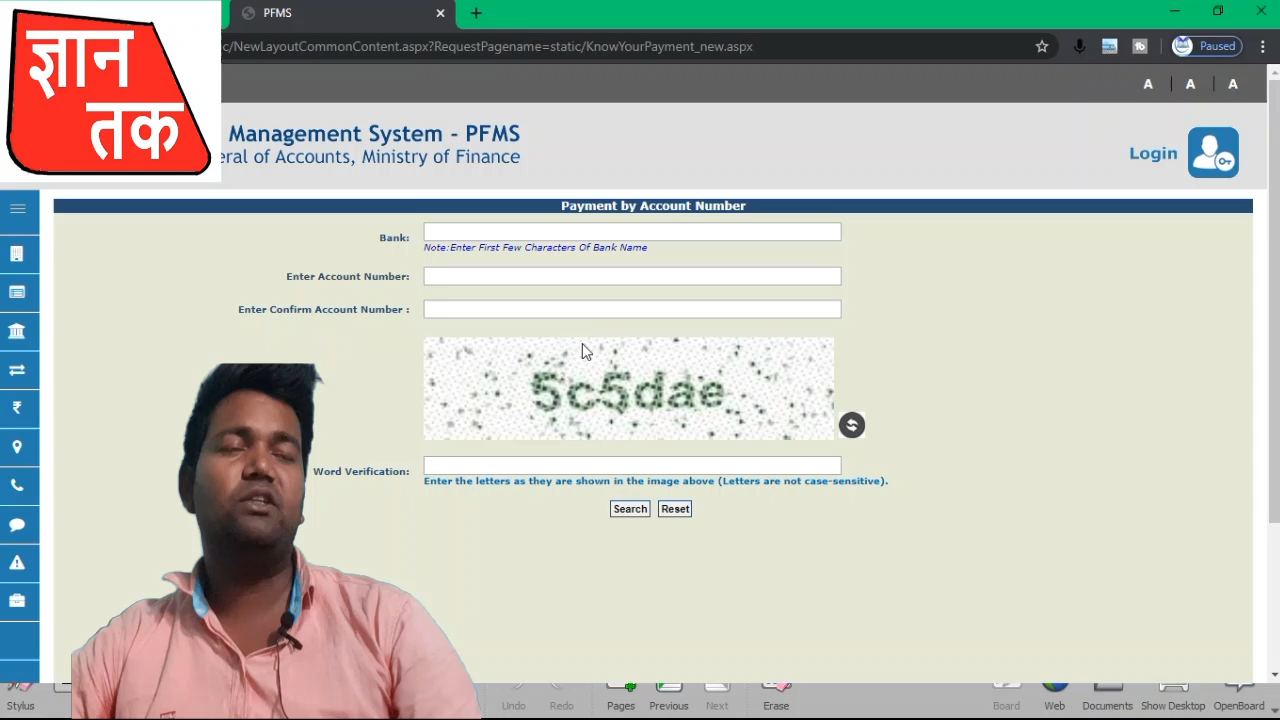 ज्ञान
तक
PFMS
c/NewLayoutCommonContent.aspx?RequestPagename=static/KnowYourPayment_new.aspx
Paused
A A A
Management System - PFMS
eral of Accounts, Ministry of Finance
Login
Payment by Account Number
Bank:
Note:Enter First Few Characters Of Bank Name
Enter Account Number:
Enter Confirm Account Number :
5c5dae
Word Verification:
Enter the letters as they are shown in the image above (Letters are not case-sensitive).
Search Reset
Stylus Undo Redo Pages Previous Next Erase Board Web Documents Show Desktop OpenBoard